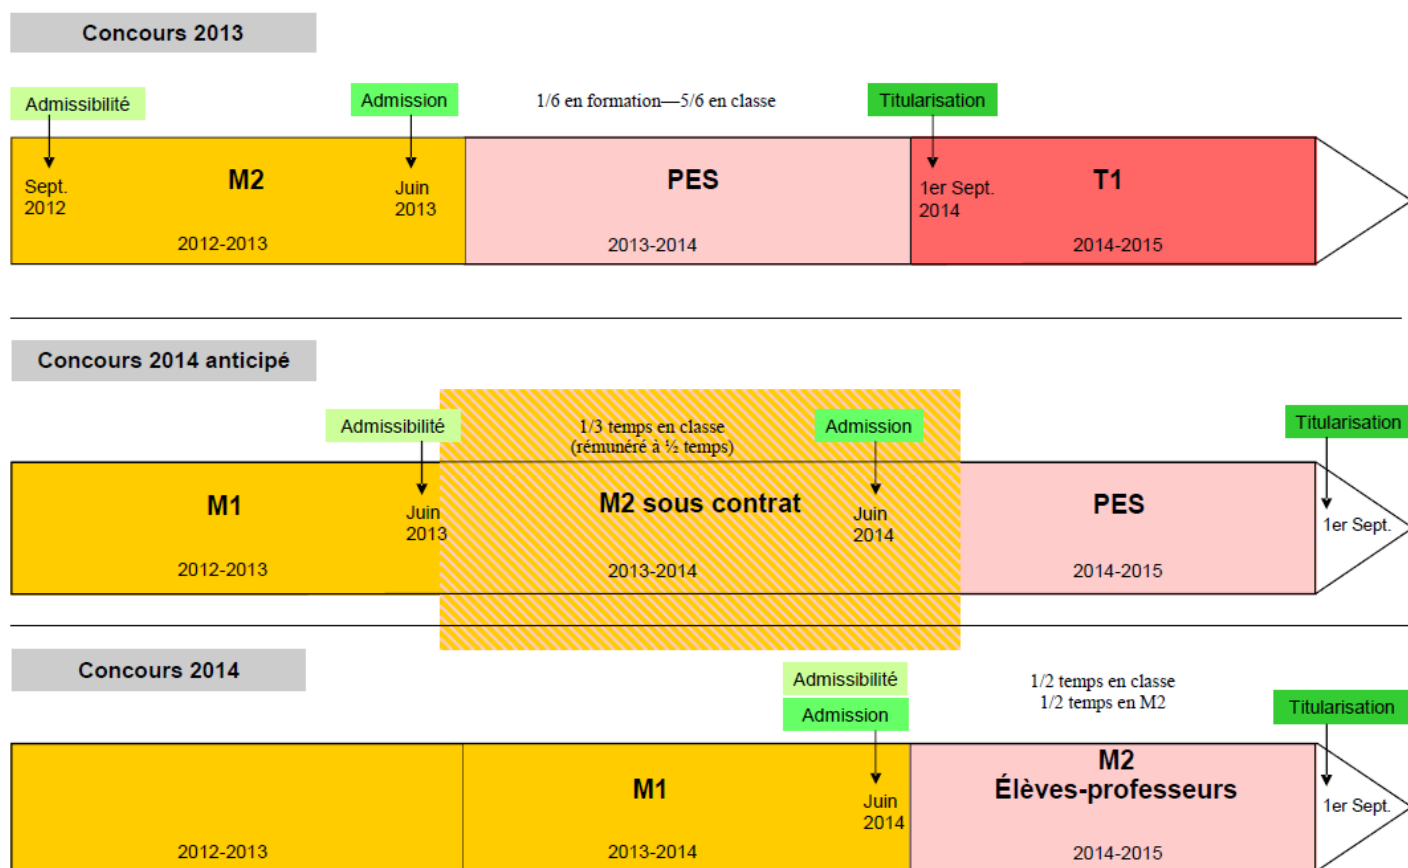 Concours 2013
Admissibilité
Admission
1/6 en formation—5/6 en classe
Titularisation
Sept.
2012
M2
Juin
2013
PES
1er Sept.
2014
T1
2012-2013
2013-2014
2014-2015
Concours 2014 anticipé
Admissibilité
1/3 temps en classe
(rémunéré à ½ temps)
Admission
Titularisation
M1
Juin
2013
M2 sous contrat
Juin
2014
PES
1er Sept.
2012-2013
2013-2014
2014-2015
Concours 2014
Admissibilité
Admission
1/2 temps en classe
1/2 temps en M2
Titularisation
M1
Juin
2014
M2
Élèves-professeurs
1er Sept.
2012-2013
2013-2014
2014-2015